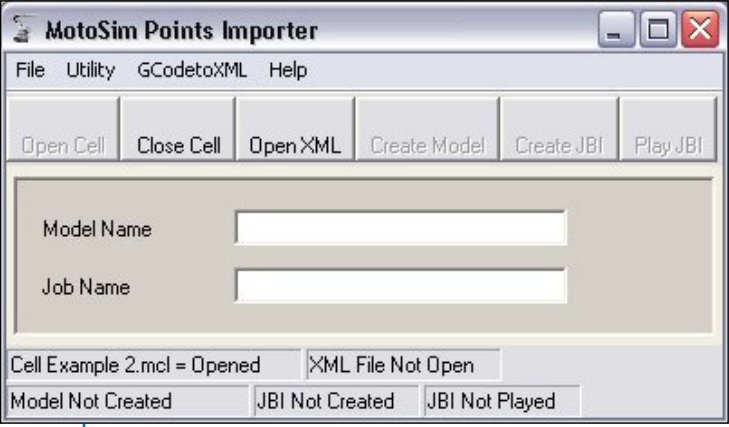 MotoSim Points Importer
File Utility GCodetoXML Help
Open Cell Close Cell Open XML Create Model Create JBI Play JBI
Model Name
Job Name
Cell Example 2.mcl = Opened XML File Not Open
Model Not Created JBI Not Created JBI Not Played